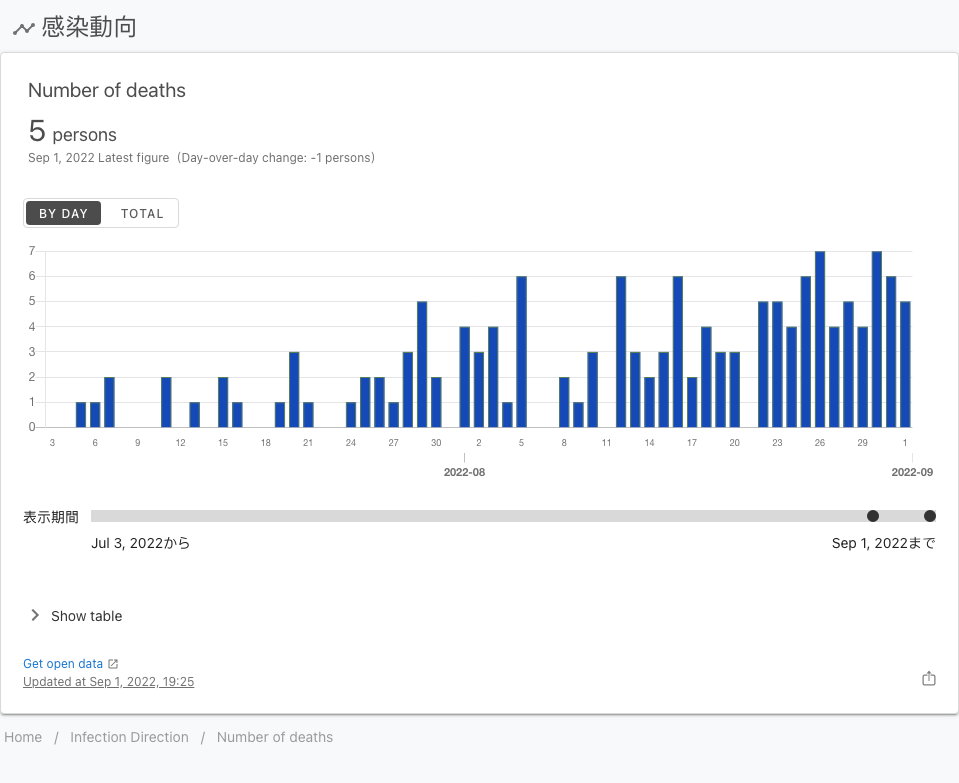 感染動向
Number of deaths
5 persons
Sep 1, 2022 Latest figure (Day-over-day change: -1 persons)
BY DAY TOTAL
7
6
5
4
3
2
1
0
3 6 9 12 15 18 21 24 27 30 2 5 8 11 14 17 20 23 26 29 1
2022-08 2022-09
表示期間
Jul 3, 2022から Sep 1, 2022まで
Show table
Get open data
Updated at Sep 1, 2022, 19:25
Home / Infection Direction / Number of deaths